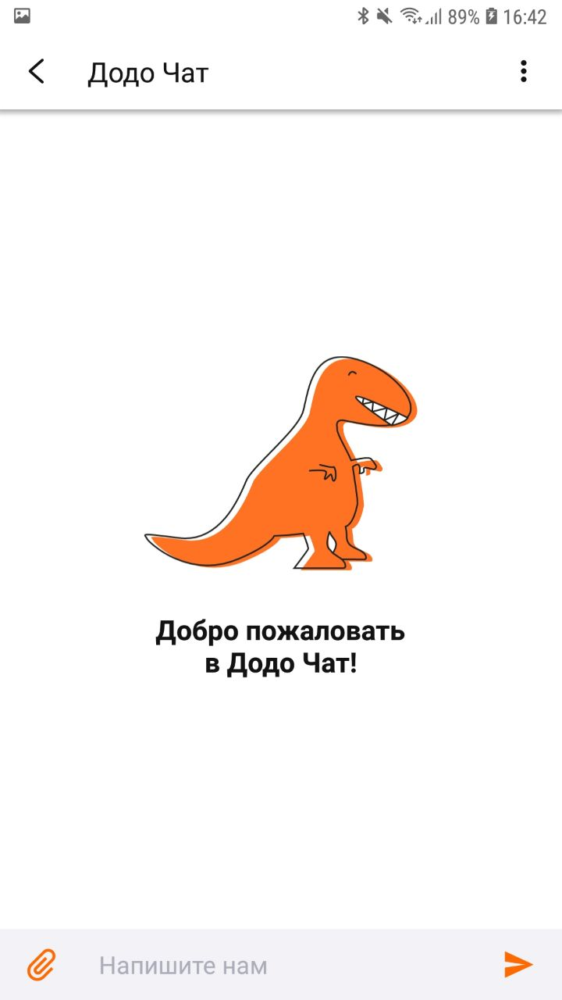 89% 16:42
Додо Чат
Добро пожаловать
в Додо Чат!
Напишите нам